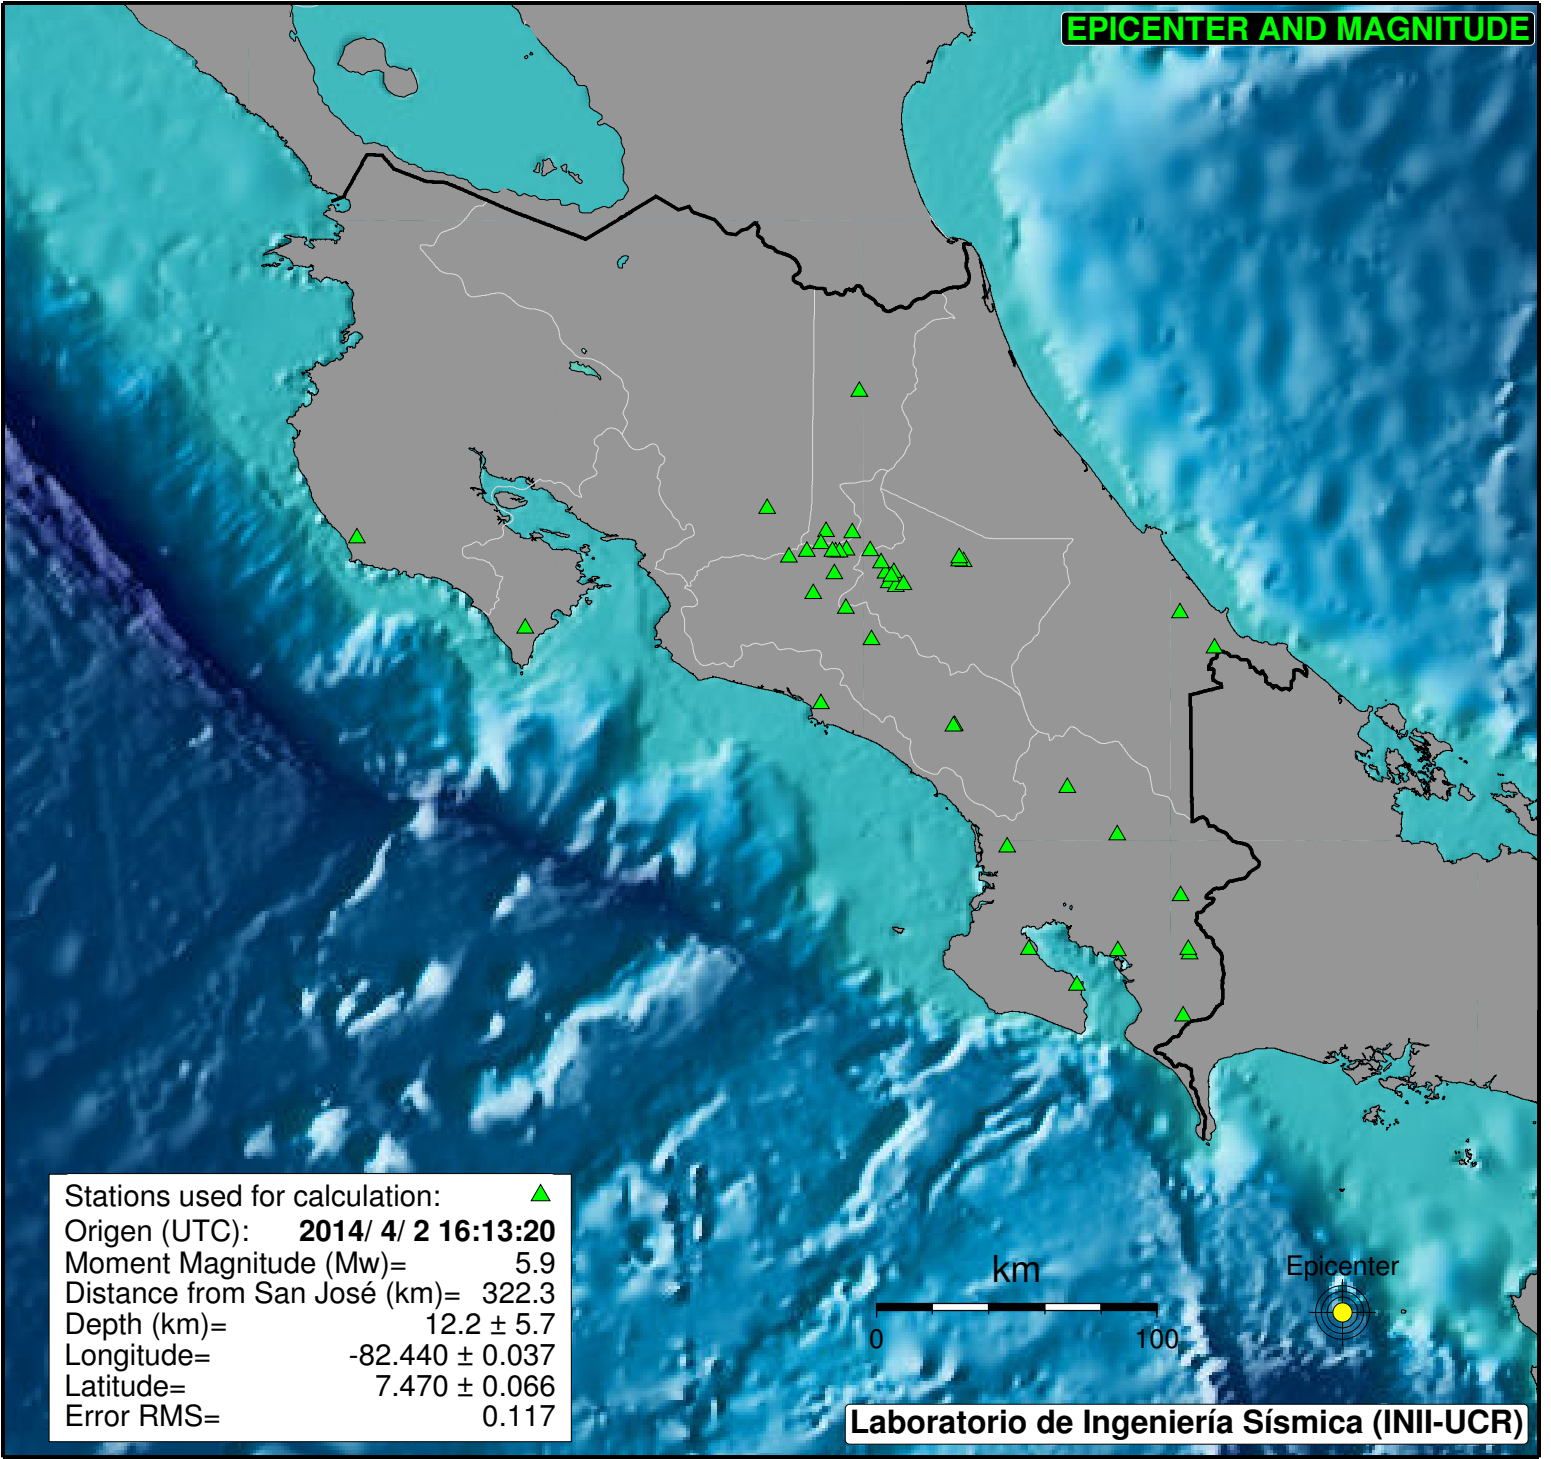 EPICENTER AND MAGNITUDE
Stations used for calculation:
Origen (UTC): 2014/ 4/ 2 16:13:20
Moment Magnitude (Mw)= 5.9
Distance from San José (km)= 322.3
Depth (km)= 12.2 ± 5.7
Longitude= -82.440 ± 0.037
Latitude= 7.470 ± 0.066
Error RMS= 0.117
km
0 100
Epicenter
Laboratorio de Ingeniería Sísmica (INII-UCR)